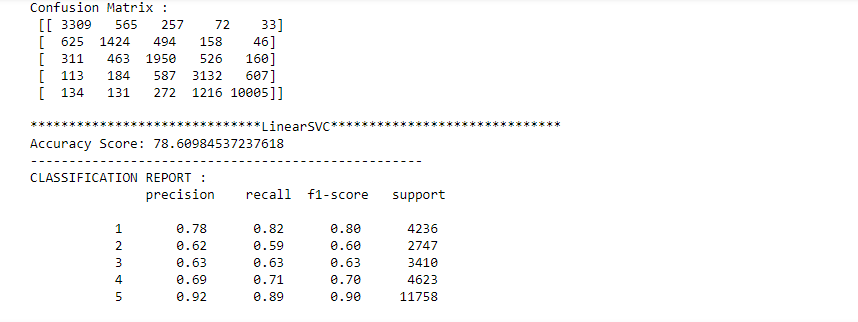 Confusion Matrix :
[[ 3309 565 257 72 33]
[ 625 1424 494 158 46]
[ 311 463 1950 526 160]
[ 113 184 587 3132 607]
[ 134 131 272 1216 10005]]
******************************LinearSVC******************************
Accuracy Score: 78.60984537237618
---------------------------------------------------
CLASSIFICATION REPORT :
precision recall f1-score support
1 0.78 0.82 0.80 4236
2 0.62 0.59 0.60 2747
3 0.63 0.63 0.63 3410
4 0.69 0.71 0.70 4623
5 0.92 0.89 0.90 11758